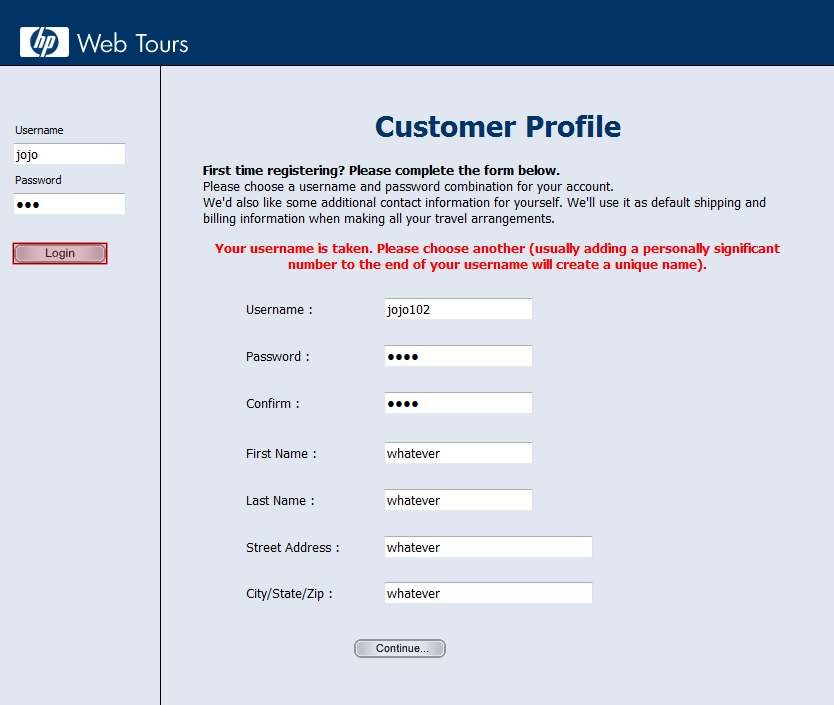 hp Web Tours
Username
jojo
Password
●●●
Login
Customer Profile
First time registering? Please complete the form below.
Please choose a username and password combination for your account.
We'd also like some additional contact information for yourself. We'll use it as default shipping and
billing information when making all your travel arrangements.
Your username is taken. Please choose another (usually adding a personally significant
number to the end of your username will create a unique name).
Username : jojo102
Password : ●●●●
Confirm : ●●●●
First Name : whatever
Last Name : whatever
Street Address : whatever
City/State/Zip : whatever
Continue...